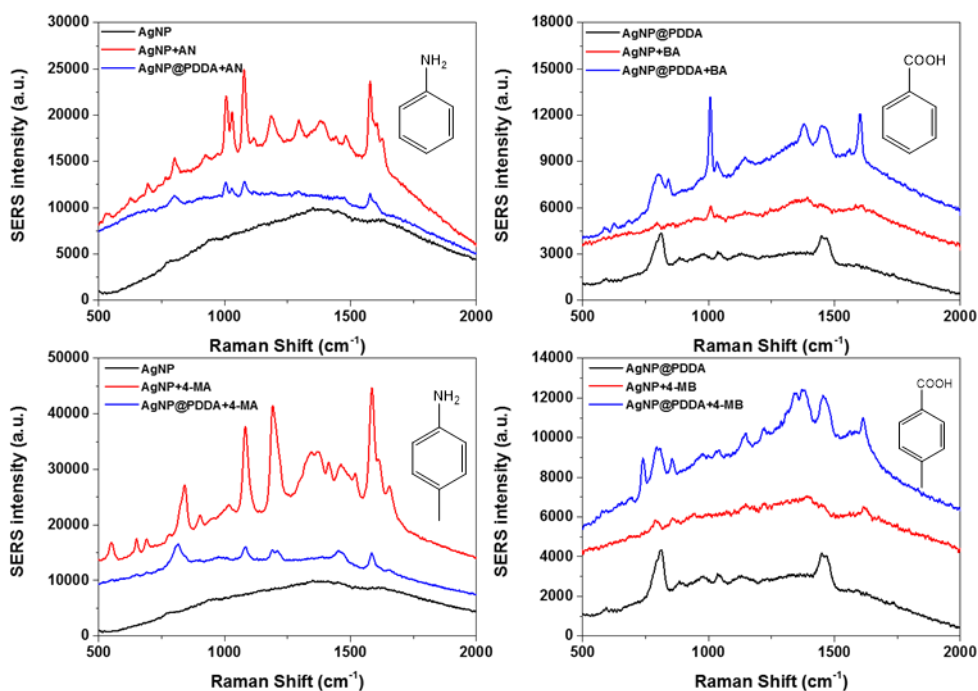 30000
25000
20000
15000
10000
5000
0
SERS intensity (a.u.)
AgNP
AgNP+AN
AgNP@PDDA+AN
NH2
500 1000 1500 2000
Raman Shift (cm-1)
18000
15000
12000
9000
6000
3000
0
SERS intensity (a.u.)
AgNP@PDDA
AgNP+BA
AgNP@PDDA+BA
COOH
500 1000 1500 2000
Raman Shift (cm-1)
50000
40000
30000
20000
10000
0
SERS intensity (a.u.)
AgNP
AgNP+4-MA
AgNP@PDDA+4-MA
NH2
500 1000 1500 2000
Raman Shift (cm-1)
14000
12000
10000
8000
6000
4000
2000
0
SERS intensity (a.u.)
AgNP@PDDA
AgNP+4-MB
AgNP@PDDA+4-MB
COOH
500 1000 1500 2000
Raman Shift (cm-1)